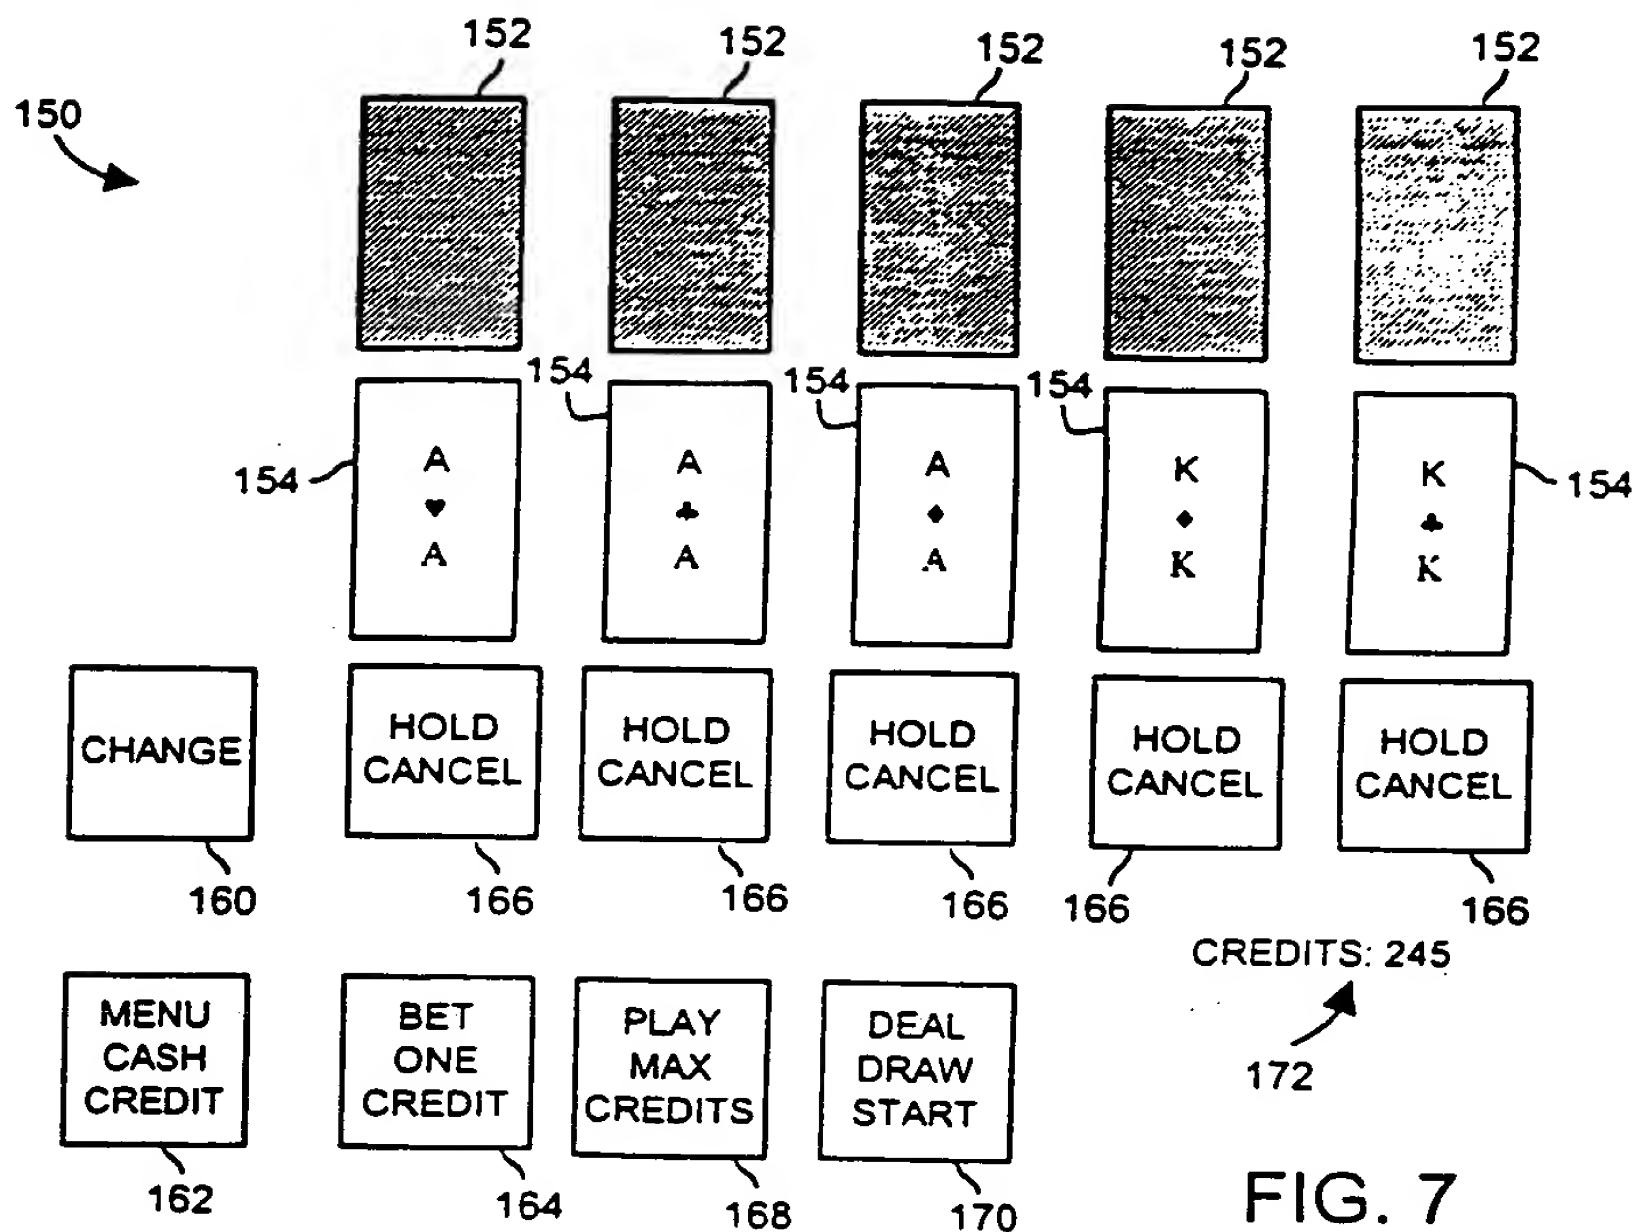 152 152 152 152 152
150
154 154 154
A A A K K
♥ ♣ ♦ ♦ ♣
A A A K K
154 154
CHANGE
HOLD
CANCEL
HOLD
CANCEL
HOLD
CANCEL
HOLD
CANCEL
HOLD
CANCEL
160 166 166 166 166 166
CREDITS: 245
172
MENU
CASH
CREDIT
BET
ONE
CREDIT
PLAY
MAX
CREDITS
DEAL
DRAW
START
162 164 168 170
FIG. 7